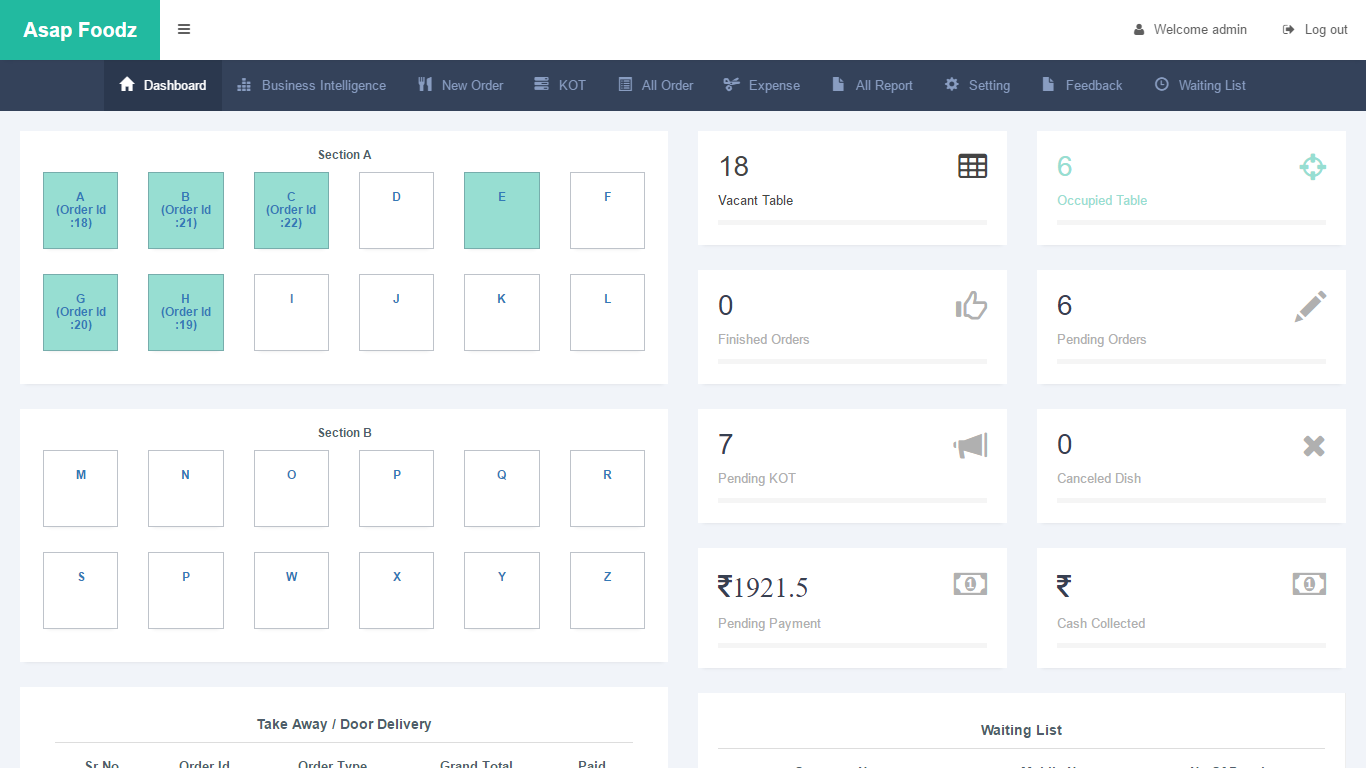 Asap Foodz
Welcome admin
Log out
Dashboard
Business Intelligence
New Order
KOT
All Order
Expense
All Report
Setting
Feedback
Waiting List
Section A
A
(Order Id
:18)
B
(Order Id
:21)
C
(Order Id
:22)
D
E
F
G
(Order Id
:20)
H
(Order Id
:19)
I
J
K
L
Section B
M
N
O
P
Q
R
S
P
W
X
Y
Z
Take Away / Door Delivery
Sr No
Order Id
Order Type
Grand Total
Paid
18
Vacant Table
6
Occupied Table
0
Finished Orders
6
Pending Orders
7
Pending KOT
0
Canceled Dish
₹1921.5
1
Pending Payment
₹
1
Cash Collected
Waiting List